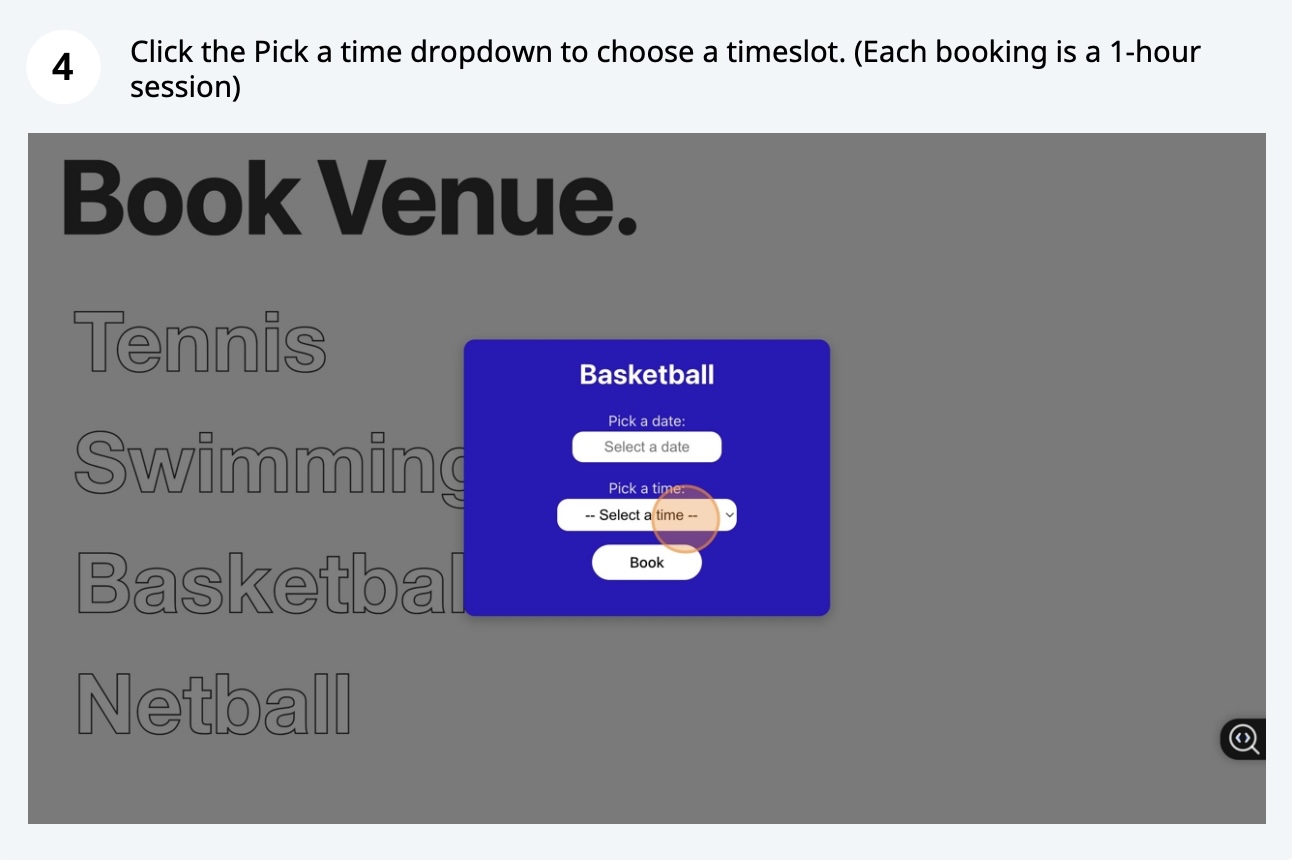 4
Click the Pick a time dropdown to choose a timeslot. (Each booking is a 1-hour
session)
Book Venue.
Tennis
Swimming
Basketbal
Netball
Basketball
Pick a date:
Select a date
Pick a time:
-- Select a time --
Book